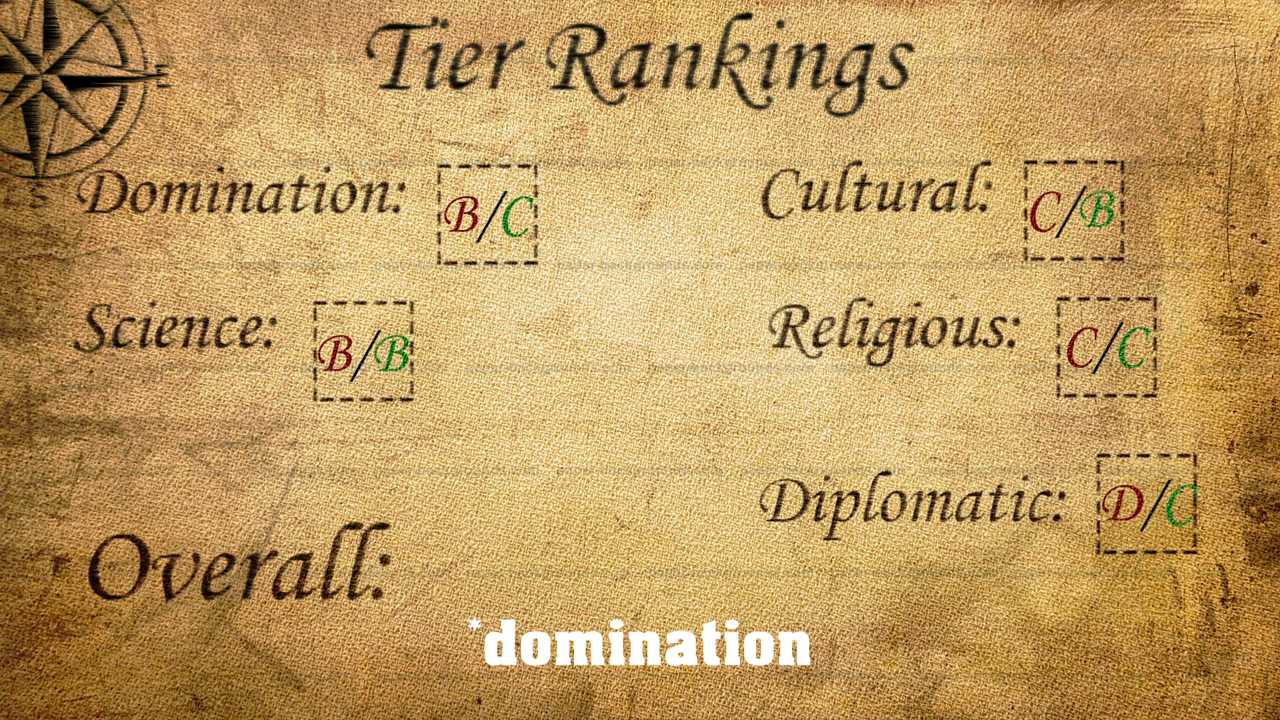 Tier Rankings
Domination: B/C
Cultural: C/B
Science: B/B
Religious: C/C
Diplomatic: D/C
Overall:
*domination
S
E